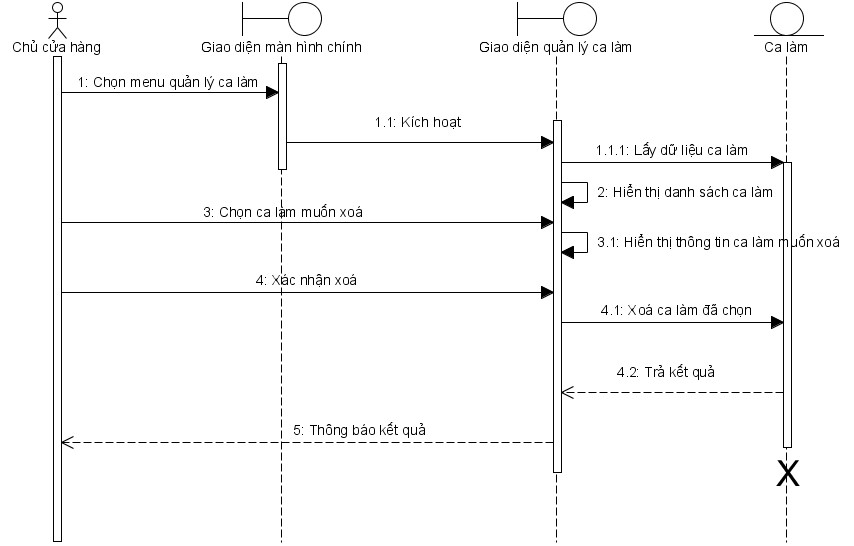 Chủ cửa hàng
Giao diện màn hình chính
Giao diện quản lý ca làm
Ca làm
1: Chọn menu quản lý ca làm
1.1: Kích hoạt
1.1.1: Lấy dữ liệu ca làm
2: Hiển thị danh sách ca làm
3: Chọn ca làm muốn xoá
3.1: Hiển thị thông tin ca làm muốn xoá
4: Xác nhận xoá
4.1: Xoá ca làm đã chọn
4.2: Trả kết quả
5: Thông báo kết quả